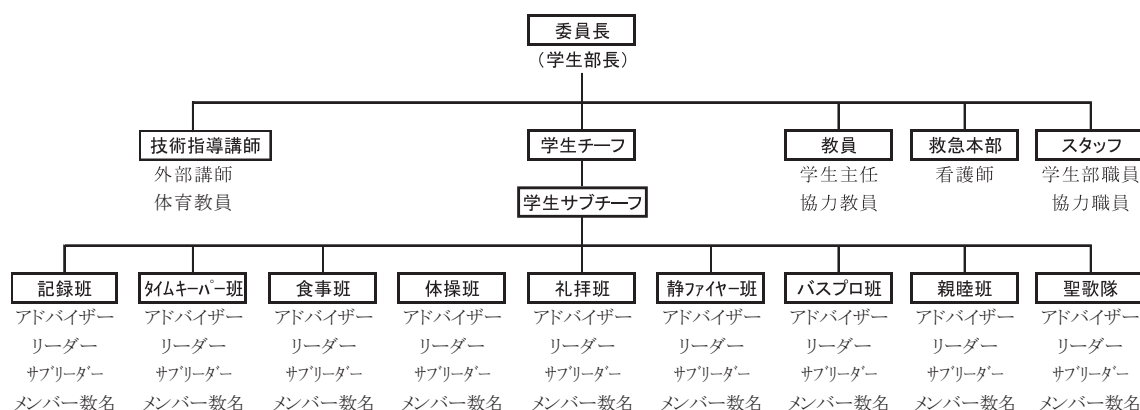 委員長
（学生部長）
技術指導講師 学生チーフ 教員 救急本部 スタッフ
外部講師 学生主任 看護師 学生部職員
体育教員 協力教員 協力職員
学生サブチーフ
記録班 タイムキーパー班 食事班 体操班 礼拝班 静ファイヤー班 バスプロ班 親睦班 聖歌隊
アドバイザー アドバイザー アドバイザー アドバイザー アドバイザー アドバイザー アドバイザー アドバイザー アドバイザー
リーダー リーダー リーダー リーダー リーダー リーダー リーダー リーダー リーダー
サブリーダー サブリーダー サブリーダー サブリーダー サブリーダー サブリーダー サブリーダー サブリーダー サブリーダー
メンバー数名 メンバー数名 メンバー数名 メンバー数名 メンバー数名 メンバー数名 メンバー数名 メンバー数名 メンバー数名